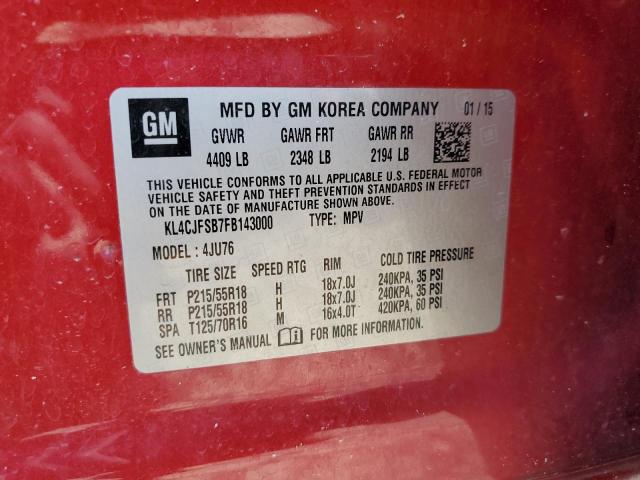 GM MFD BY GM KOREA COMPANY 01/15
GVWR GAWR FRT GAWR RR
4409 LB 2348 LB 2194 LB
THIS VEHICLE CONFORMS TO ALL APPLICABLE U.S. FEDERAL MOTOR
VEHICLE SAFETY AND THEFT PREVENTION STANDARDS IN EFFECT
ON THE DATE OF MANUFACTURE SHOWN ABOVE.
KL4CJFSB7FB143000 TYPE: MPV
MODEL: 4JU76
TIRE SIZE SPEED RTG RIM COLD TIRE PRESSURE
FRT P215/55R18 H 18x7.0J 240KPA, 35 PSI
RR P215/55R18 H 18x7.0J 240KPA, 35 PSI
SPA T125/70R16 M 16x4.0T 420KPA, 60 PSI
SEE OWNER'S MANUAL FOR MORE INFORMATION.